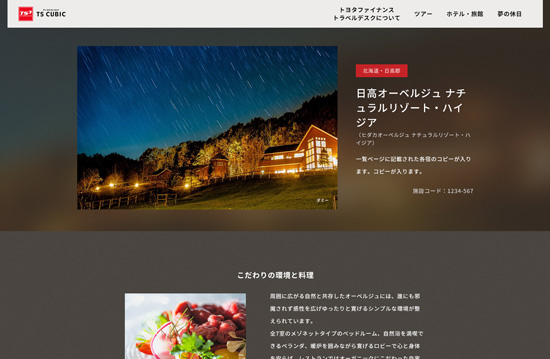 TS CUBIC
トヨタファイナンス
トラベルデスクについて
ツアー
ホテル・旅館
夢の休日
北海道・日高郡
日高オーベルジュ ナチ
ュラルリゾート・ハイ
ジア
（ヒダカオーベルジュ ナチュラルリゾート・ハ
イジア）
一覧ページに記載された各宿のコピーが入り
ます。コピーが入ります。
ダミー
施設コード：1234-567
こだわりの環境と料理
周囲に広がる自然と共存したオーベルジュには、誰にも邪
魔されず感性を広げゆったりと寛げるシンプルな環境が整
えられています。
全7室のメゾネットタイプのベッドルーム、自然浴を満喫で
きるベランダ、暖炉を囲みながら寛げるロビーで心と身体